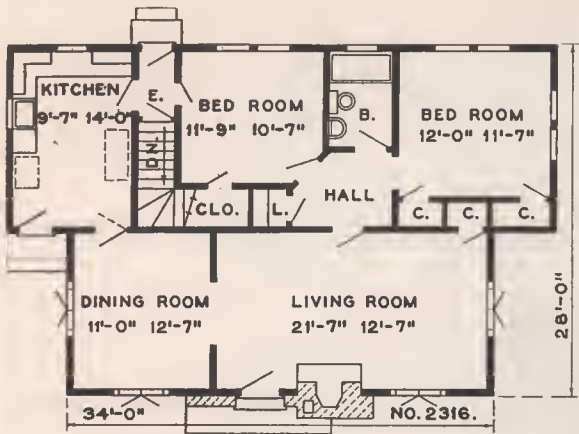 KITCHEN
9'-7" 14'-0"
E.
BED ROOM
11'-9" 10'-7"
B.
BED ROOM
12'-0" 11'-7"
DN.
HALL
CLO.
L.
C.
C.
C.
DINING ROOM
11'-0" 12'-7"
LIVING ROOM
21'-7" 12'-7"
28'-0"
34'-0"
NO. 2316.